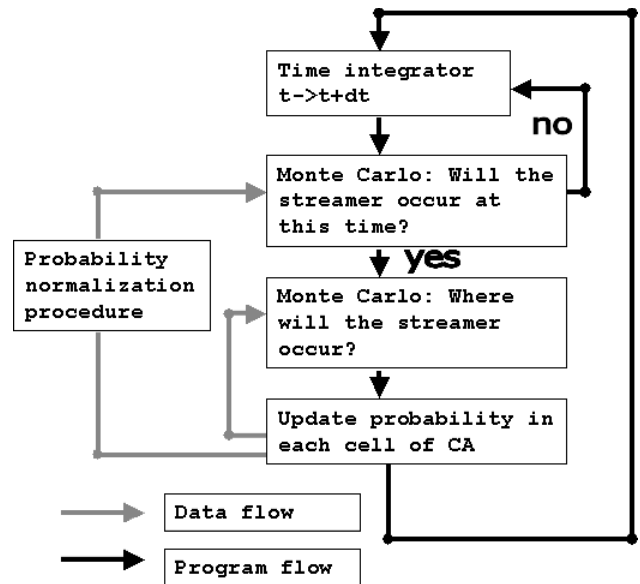 Time integrator
t->t+dt
no
Monte Carlo: Will the
streamer occur at
this time?
yes
Probability
normalization
procedure
Monte Carlo: Where
will the streamer
occur?
Update probability in
each cell of CA
Data flow
Program flow